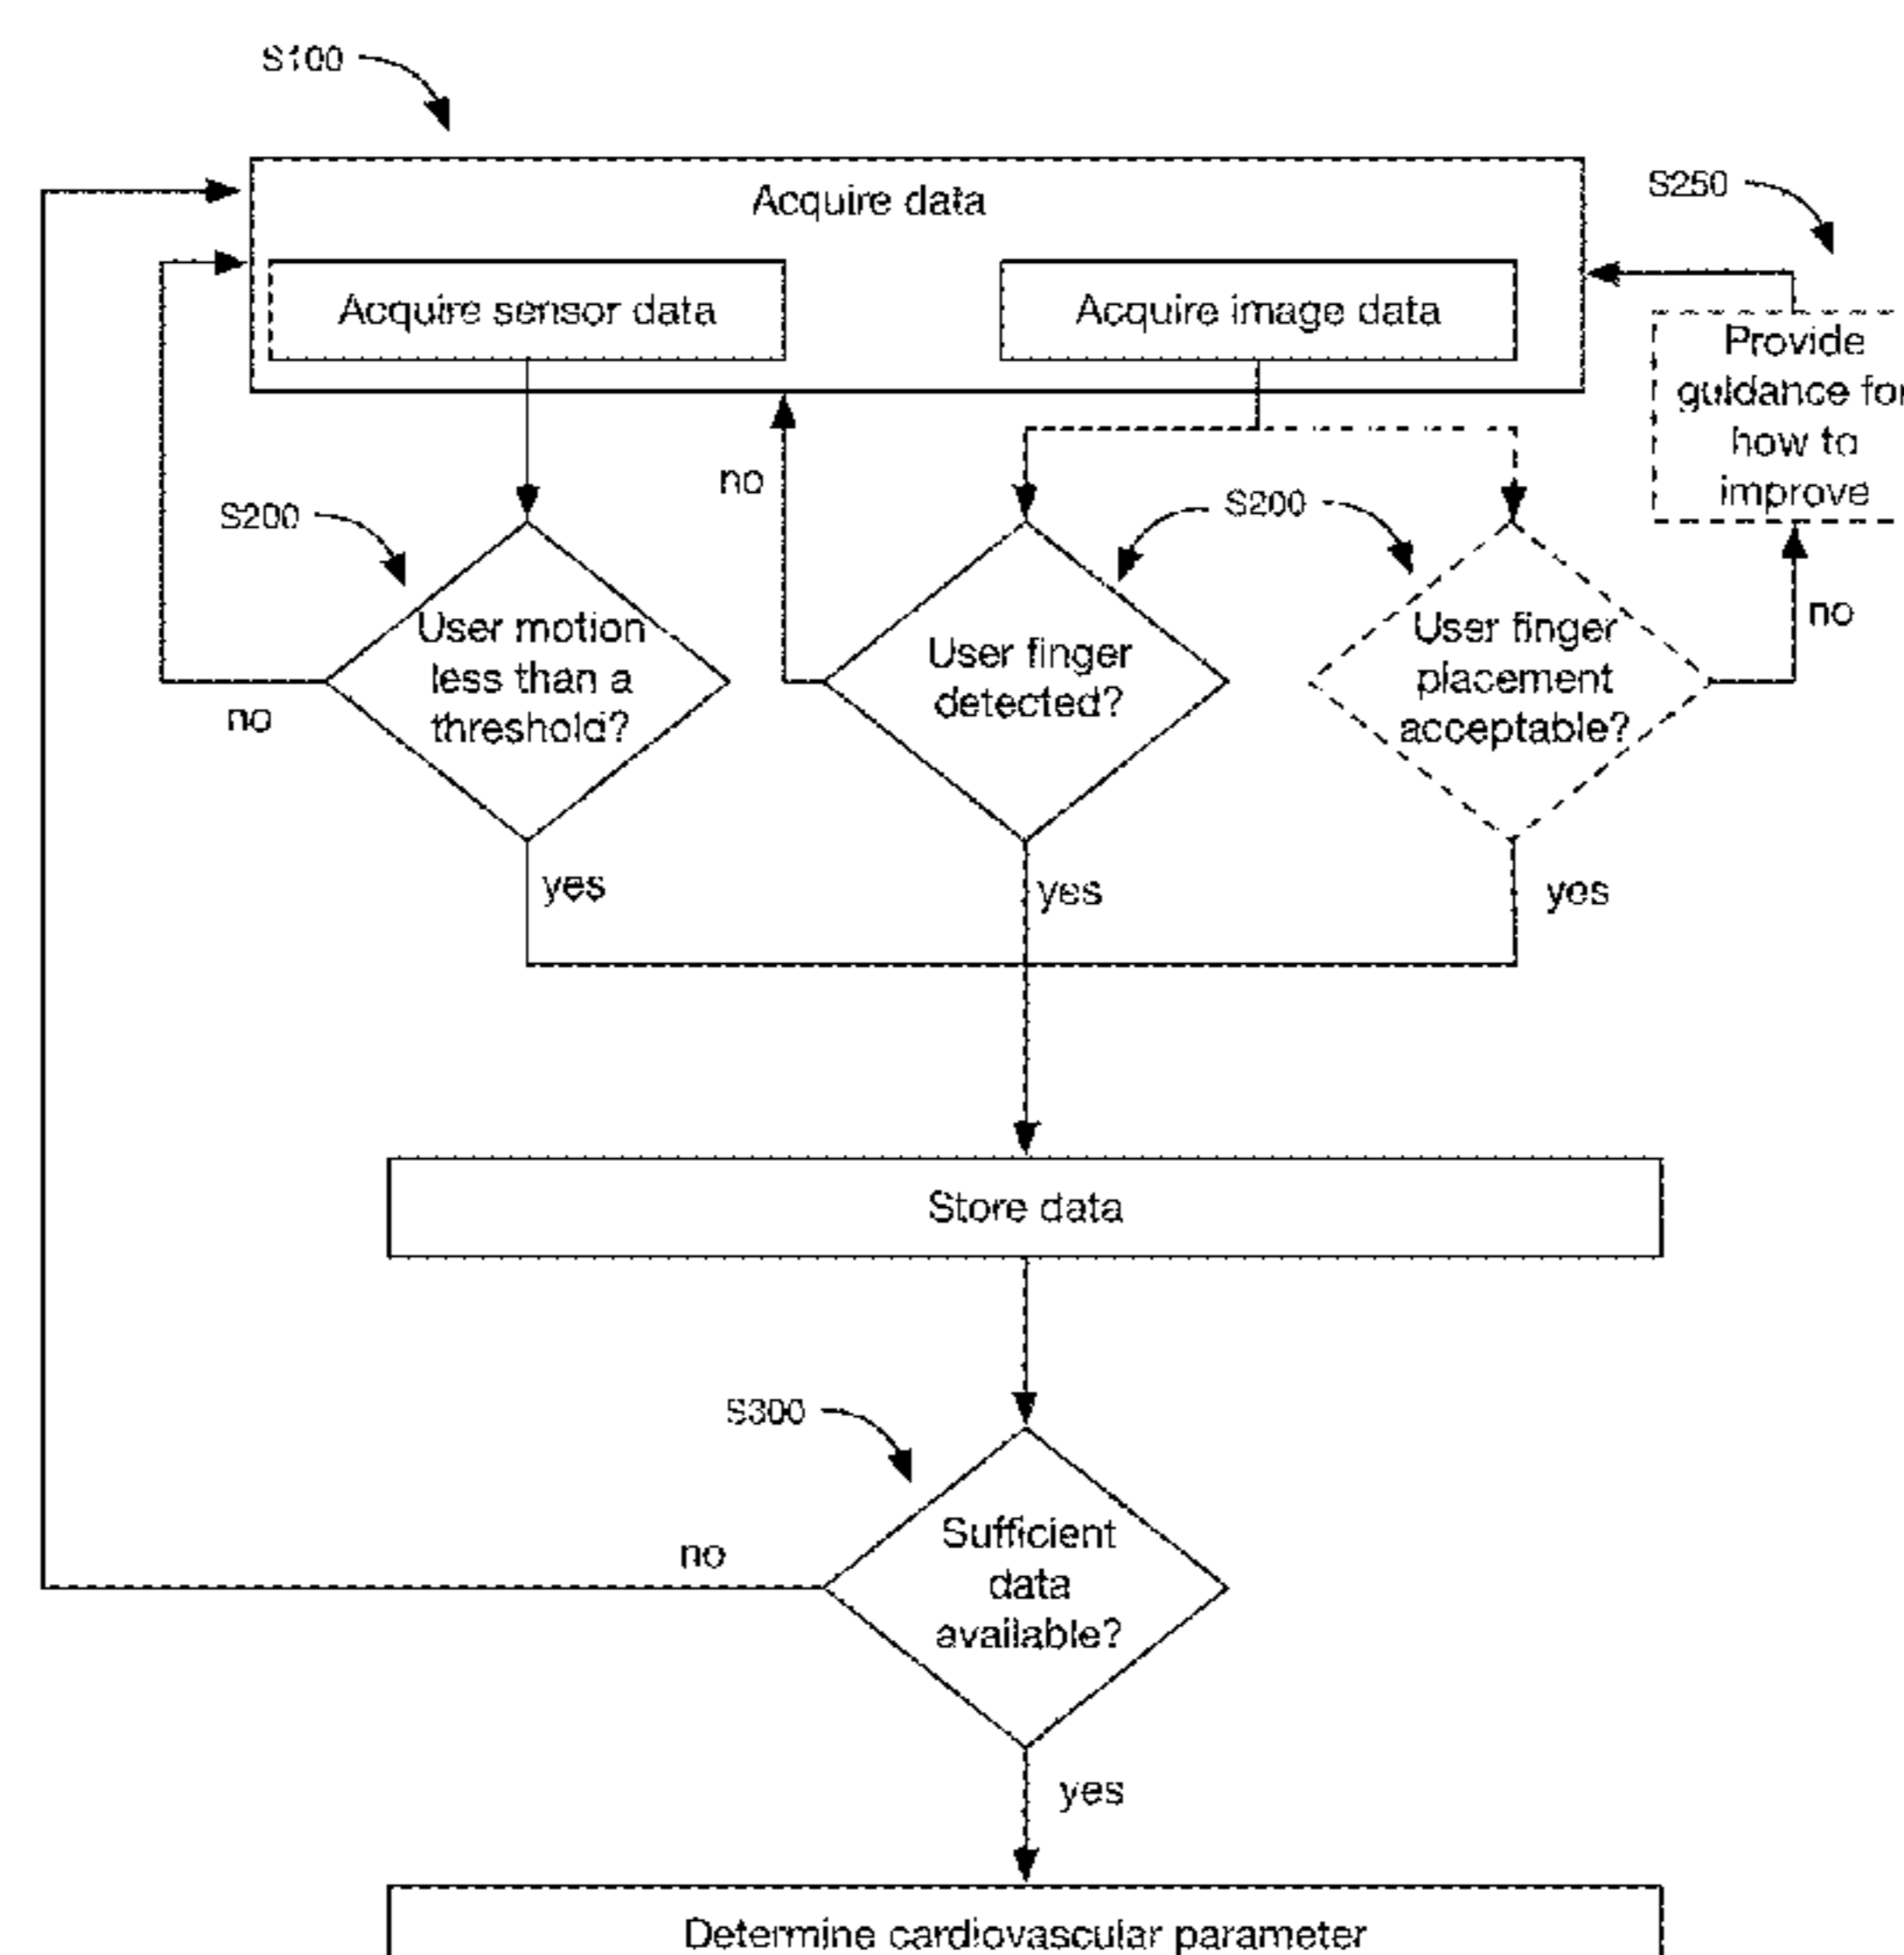 S100
Acquire data
S250
Acquire sensor data
Acquire image data
Provide
guidance for
how to
improve
no
S200
S200
User motion
less than a
threshold?
User finger
detected?
User finger
placement
acceptable?
no
no
yes
yes
yes
Store data
S300
Sufficient
data
available?
no
yes
Determine cardiovascular parameter